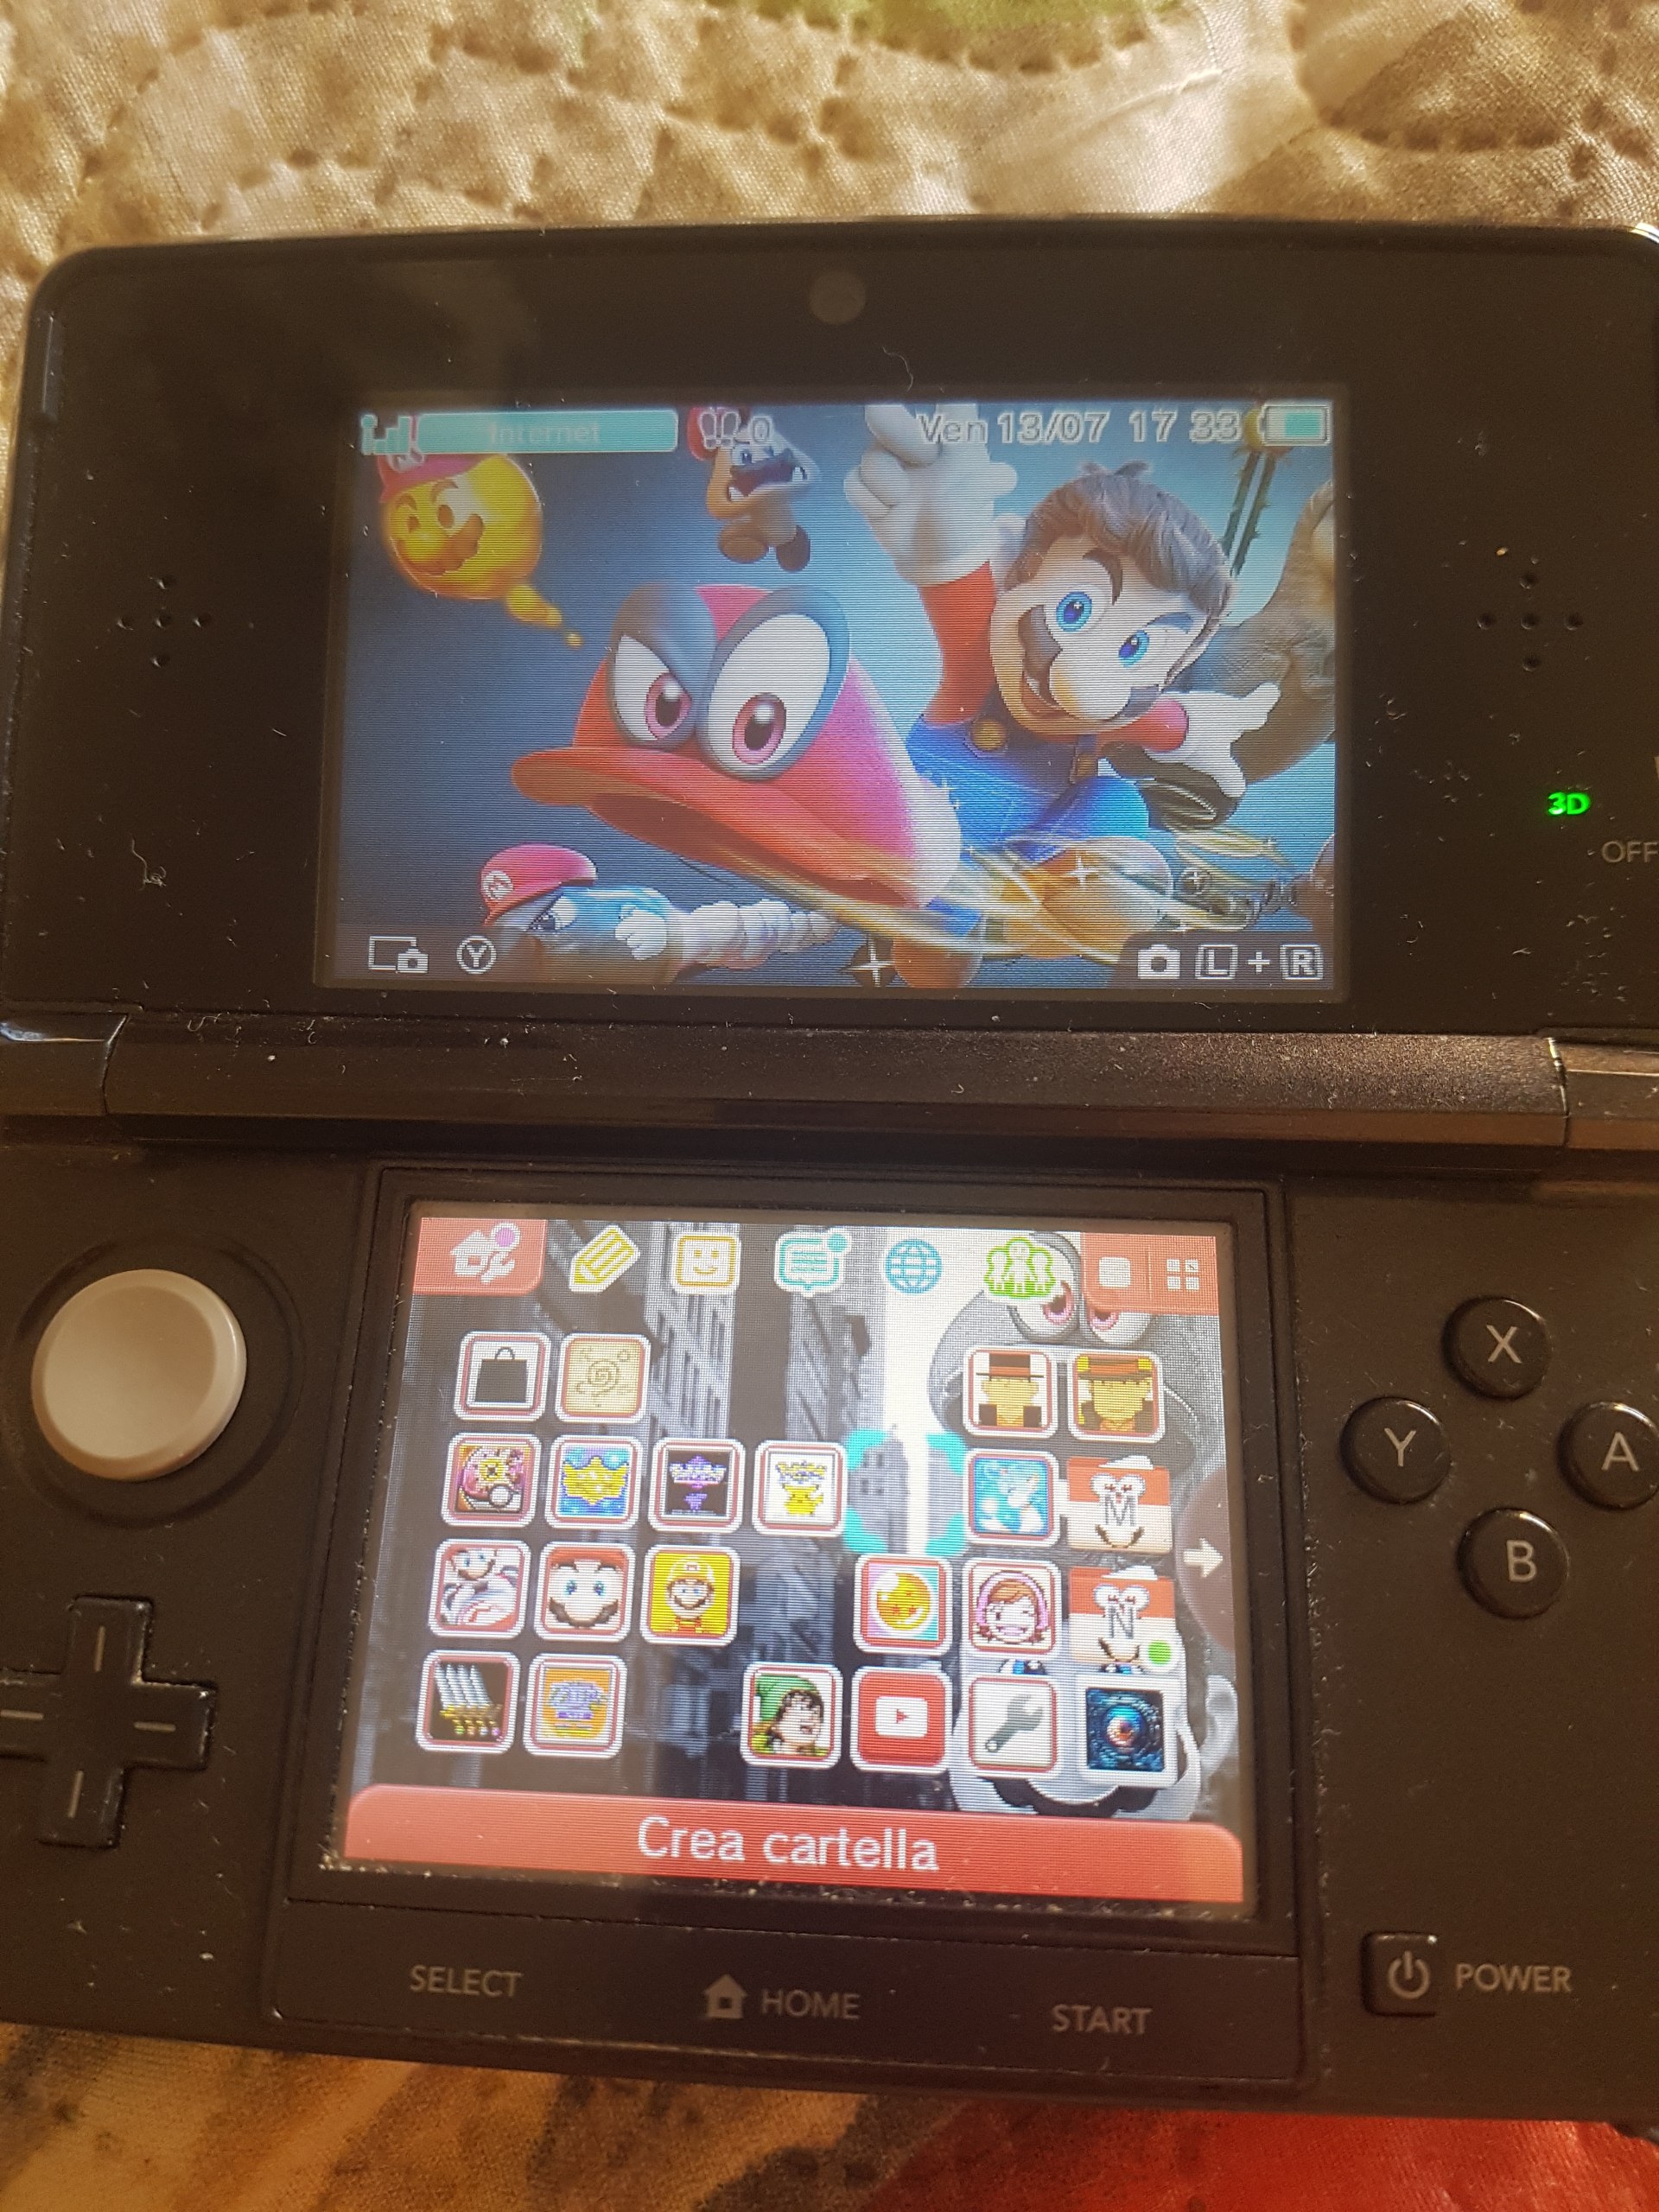 Internet
0
Ven 13/07 17 33
3D
OFF
Y
L + R
M
N
Crea cartella
X
Y
A
B
SELECT
HOME
START
POWER